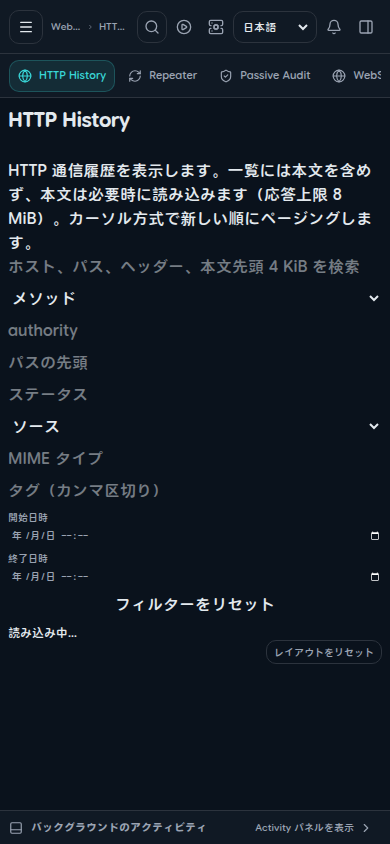 Web... › HTT... 日本語
HTTP History Repeater Passive Audit WebS
HTTP History
HTTP 通信履歴を表示します。一覧には本文を含め
ず、本文は必要時に読み込みます（応答上限 8
MiB）。カーソル方式で新しい順にページングしま
す。
ホスト、パス、ヘッダー、本文先頭 4 KiB を検索
メソッド
authority
パスの先頭
ステータス
ソース
MIME タイプ
タグ（カンマ区切り）
開始日時
年 /月/日 --:--
終了日時
年 /月/日 --:--
フィルターをリセット
読み込み中...
レイアウトをリセット
バックグラウンドのアクティビティ Activity パネルを表示